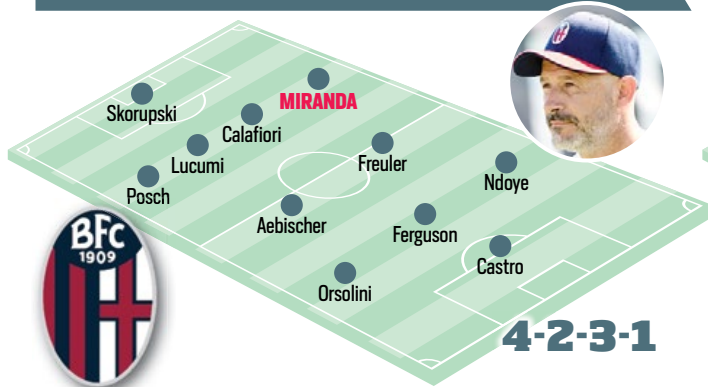 MIRANDA
Skorupski
Calafiori
Lucumi
Freuler
Posch
Ndoye
Aebischer
Ferguson
Castro
Orsolini
BFC
1909
4-2-3-1